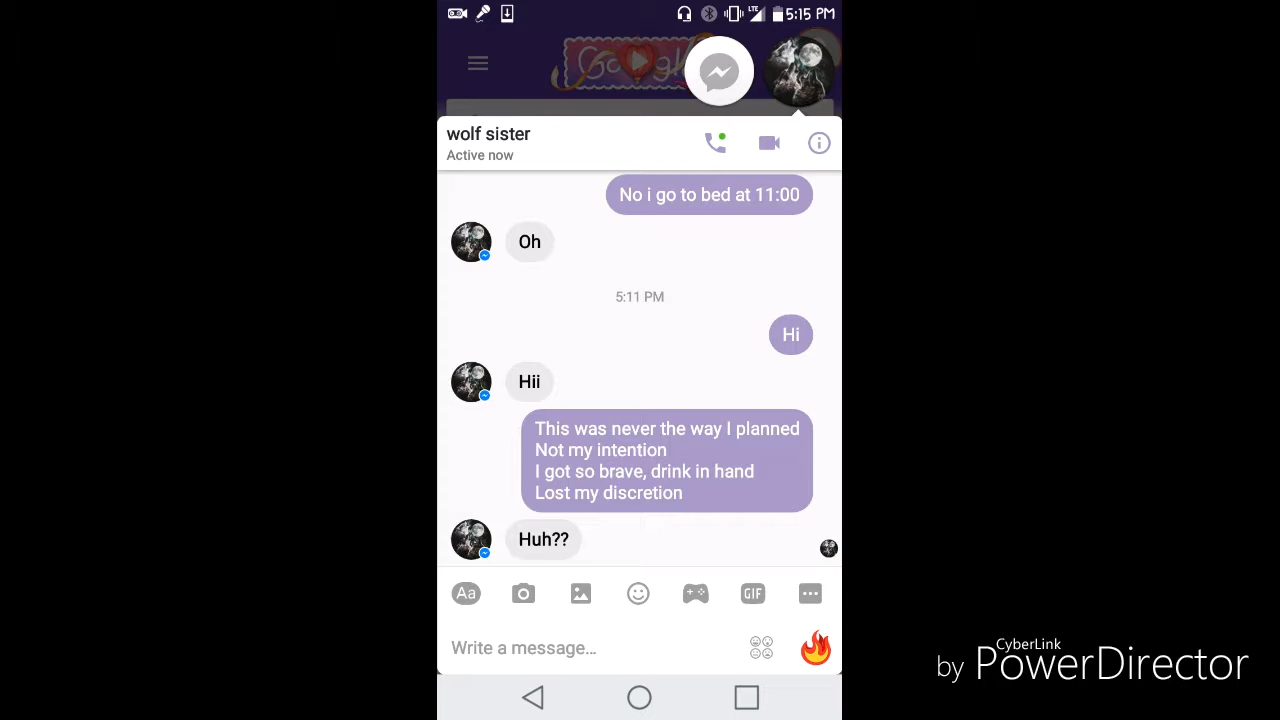 5:15 PM
LTE
Google
wolf sister
Active now
No i go to bed at 11:00
Oh
5:11 PM
Hi
Hii
This was never the way I planned
Not my intention
I got so brave, drink in hand
Lost my discretion
Huh??
Aa
GIF
Write a message...
CyberLink
by PowerDirector